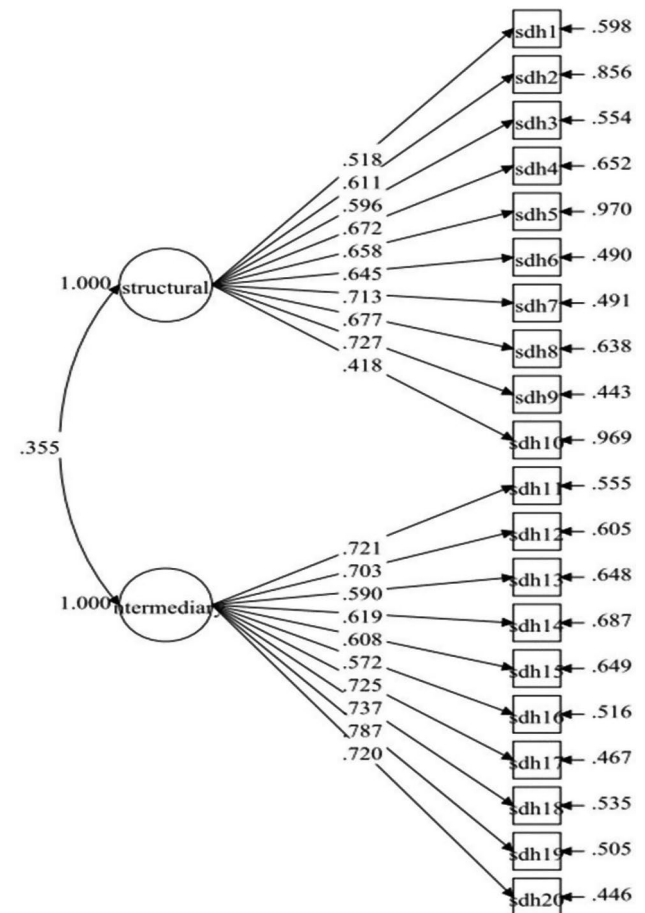 sdh1 .598
sdh2 .856
sdh3 .554
.518
sdh4 .652
.611
.596
sdh5 .970
.672
.658
sdh6 .490
.645
1.000 structural
.713
sdh7 .491
.677
.727
sdh8 .638
.418
sdh9 .443
sdh10 .969
.355
sdh11 .555
sdh12 .605
.721
.703
sdh13 .648
.590
1.000 ntermediary
.619
sdh14 .687
.608
.572
sdh15 .649
.725
.737
sdh16 .516
.787
.720
sdh17 .467
sdh18 .535
sdh19 .505
sdh20 .446